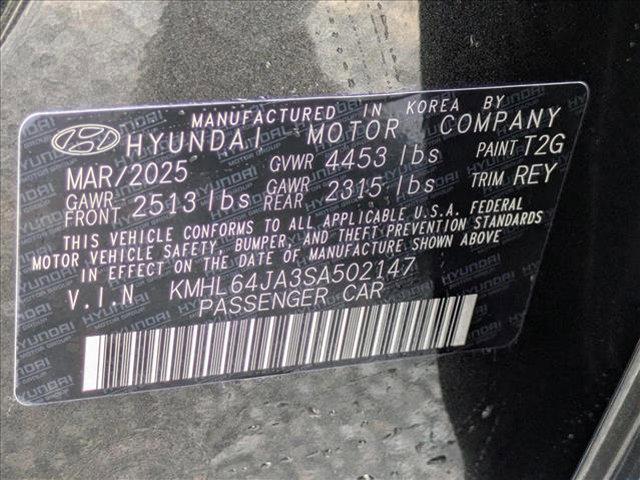 MANUFACTURED IN KOREA BY
HYUNDAI MOTOR COMPANY
MAR/2025 GVWR 4453 lbs PAINT T2G
GAWR FRONT 2513 lbs GAWR REAR 2315 lbs TRIM REY
THIS VEHICLE CONFORMS TO ALL APPLICABLE U.S.A. FEDERAL
MOTOR VEHICLE SAFETY, BUMPER, AND THEFT PREVENTION STANDARDS
IN EFFECT ON THE DATE OF MANUFACTURE SHOWN ABOVE
V.I.N KMHL64JA3SA502147
PASSENGER CAR